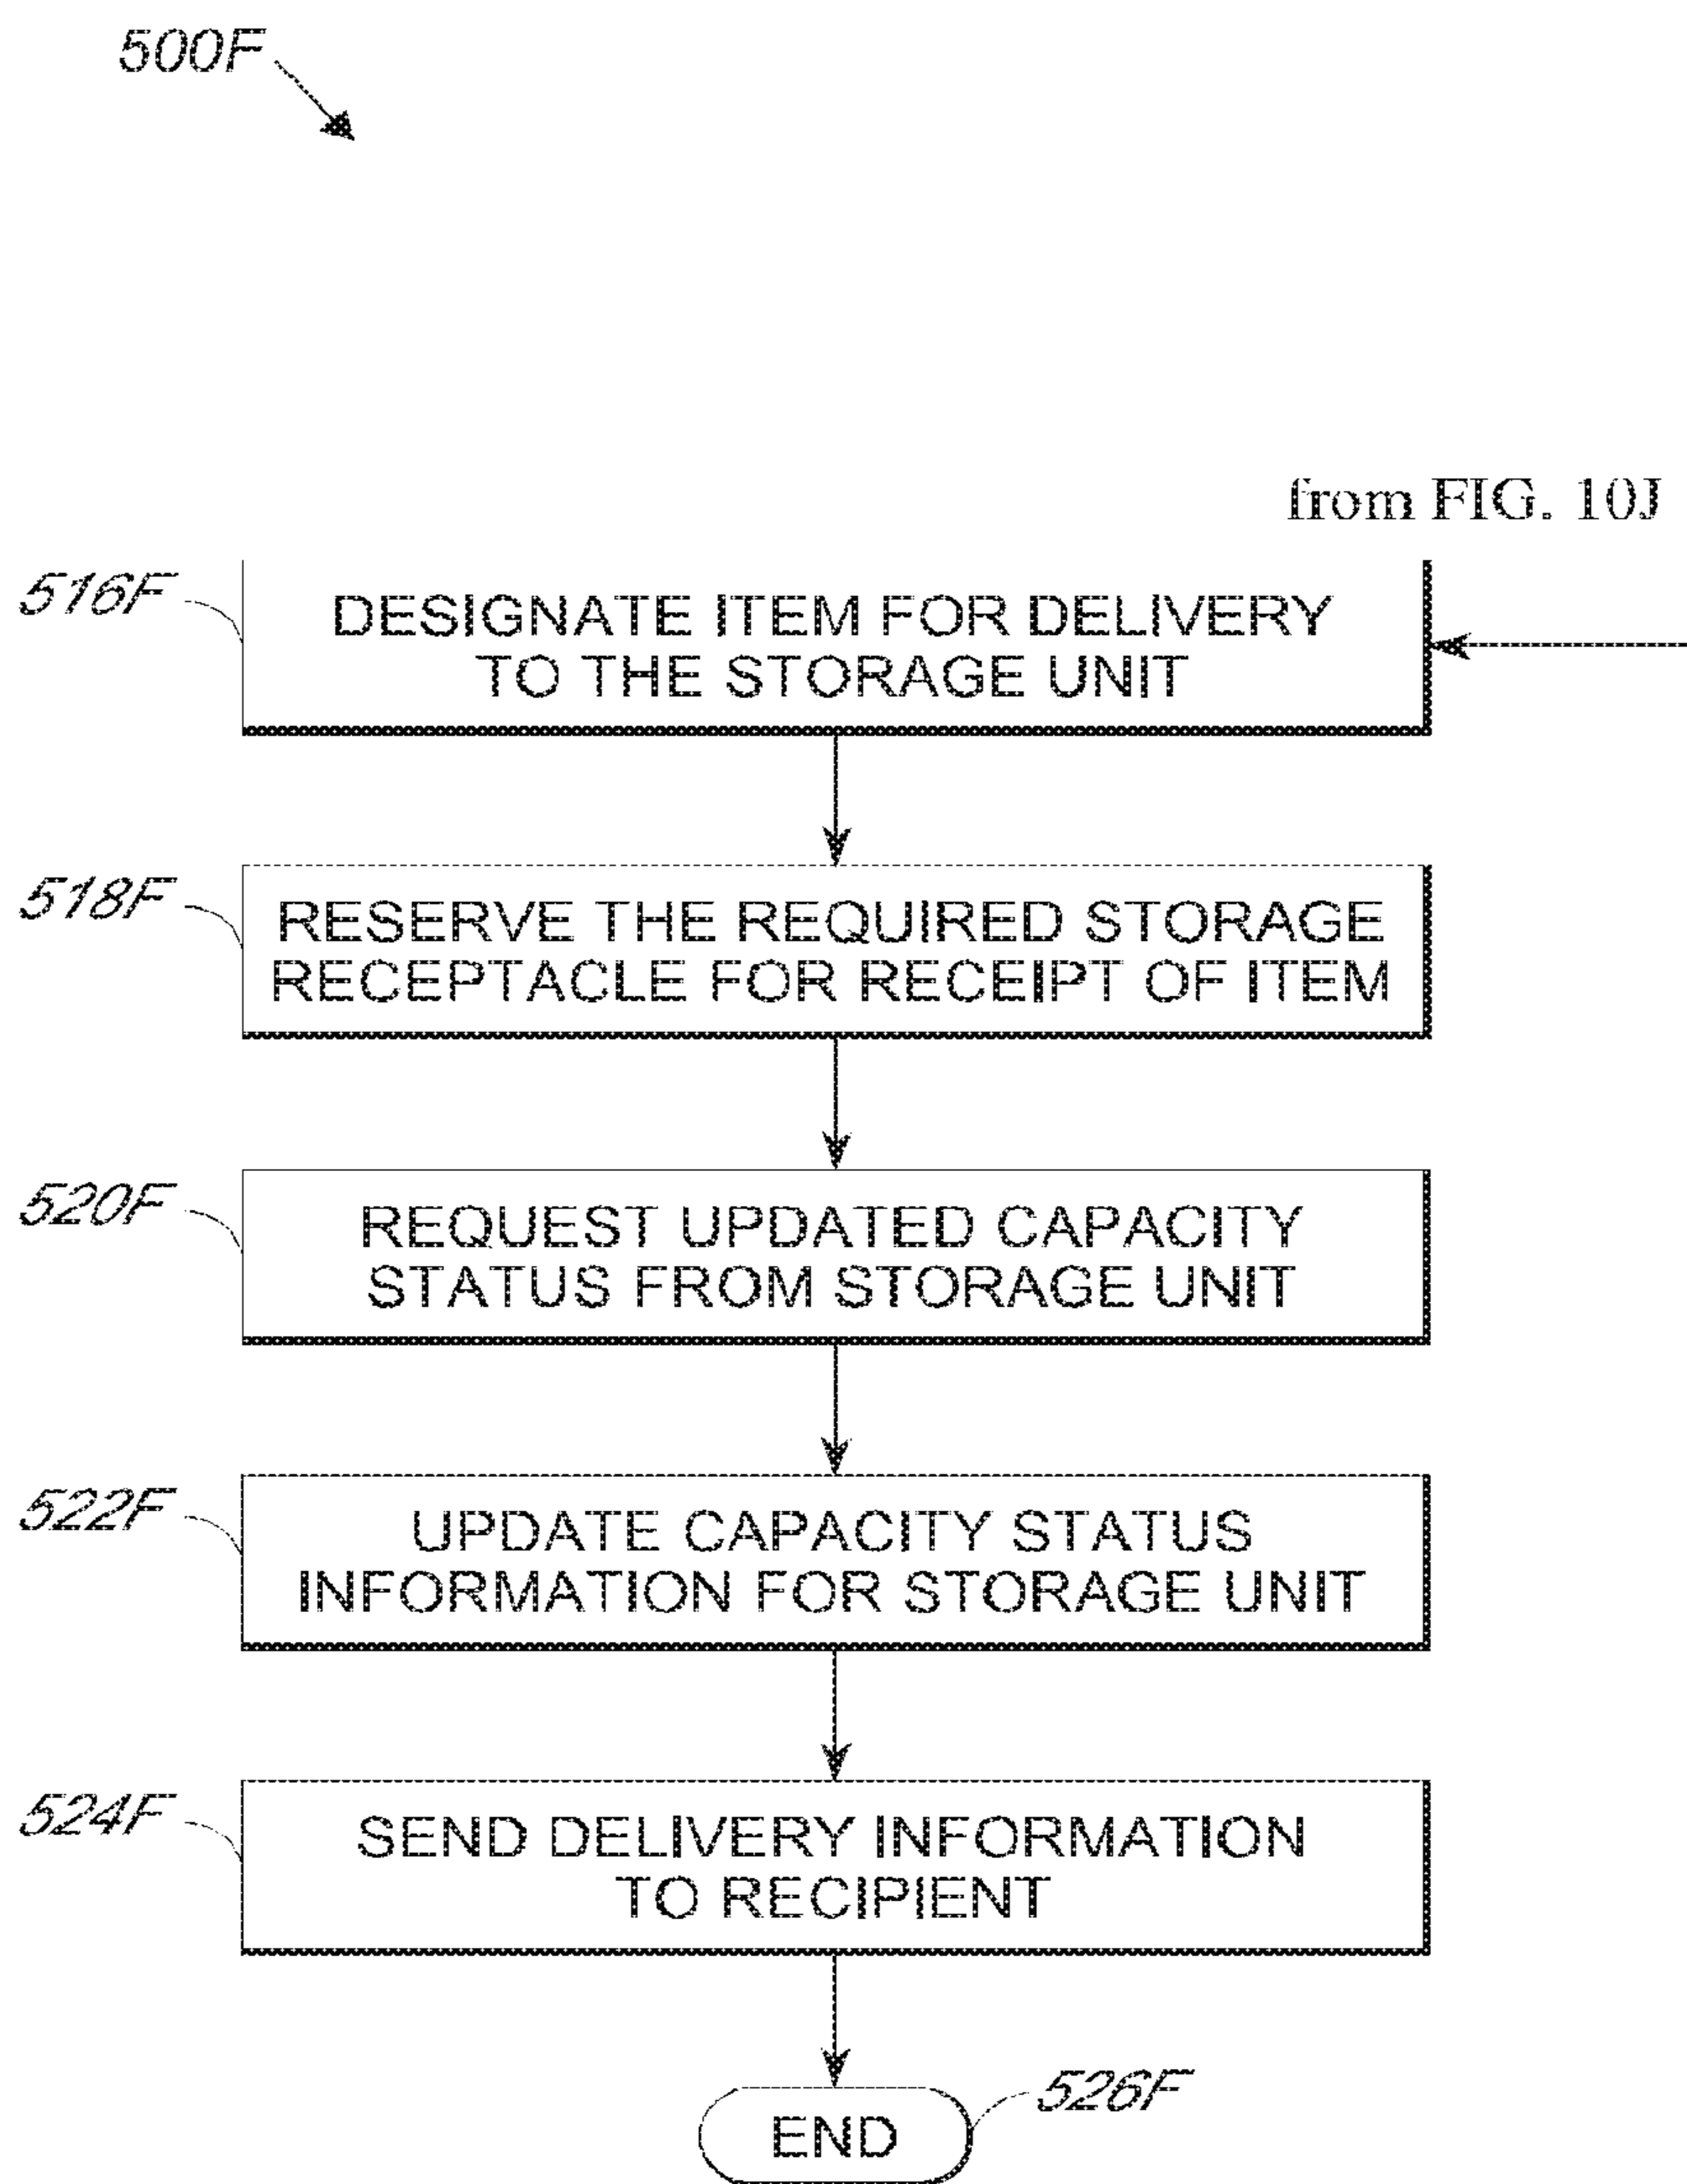 500F
from FIG. 10J
516F
DESIGNATE ITEM FOR DELIVERY
TO THE STORAGE UNIT
518F
RESERVE THE REQUIRED STORAGE
RECEPTACLE FOR RECEIPT OF ITEM
520F
REQUEST UPDATED CAPACITY
STATUS FROM STORAGE UNIT
522F
UPDATE CAPACITY STATUS
INFORMATION FOR STORAGE UNIT
524F
SEND DELIVERY INFORMATION
TO RECIPIENT
526F
END